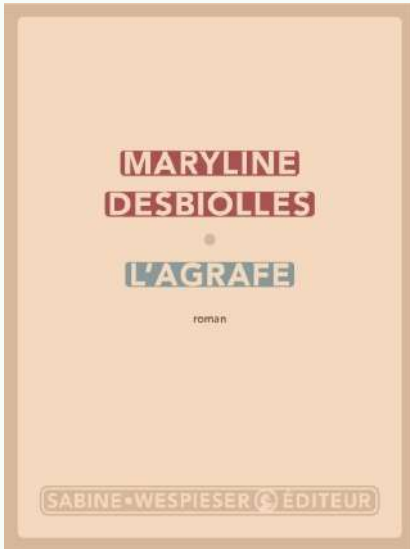 MARYLINE
DESBIOLLES
L'AGRAFE
roman
SABINE•WESPIESER ÉDITEUR